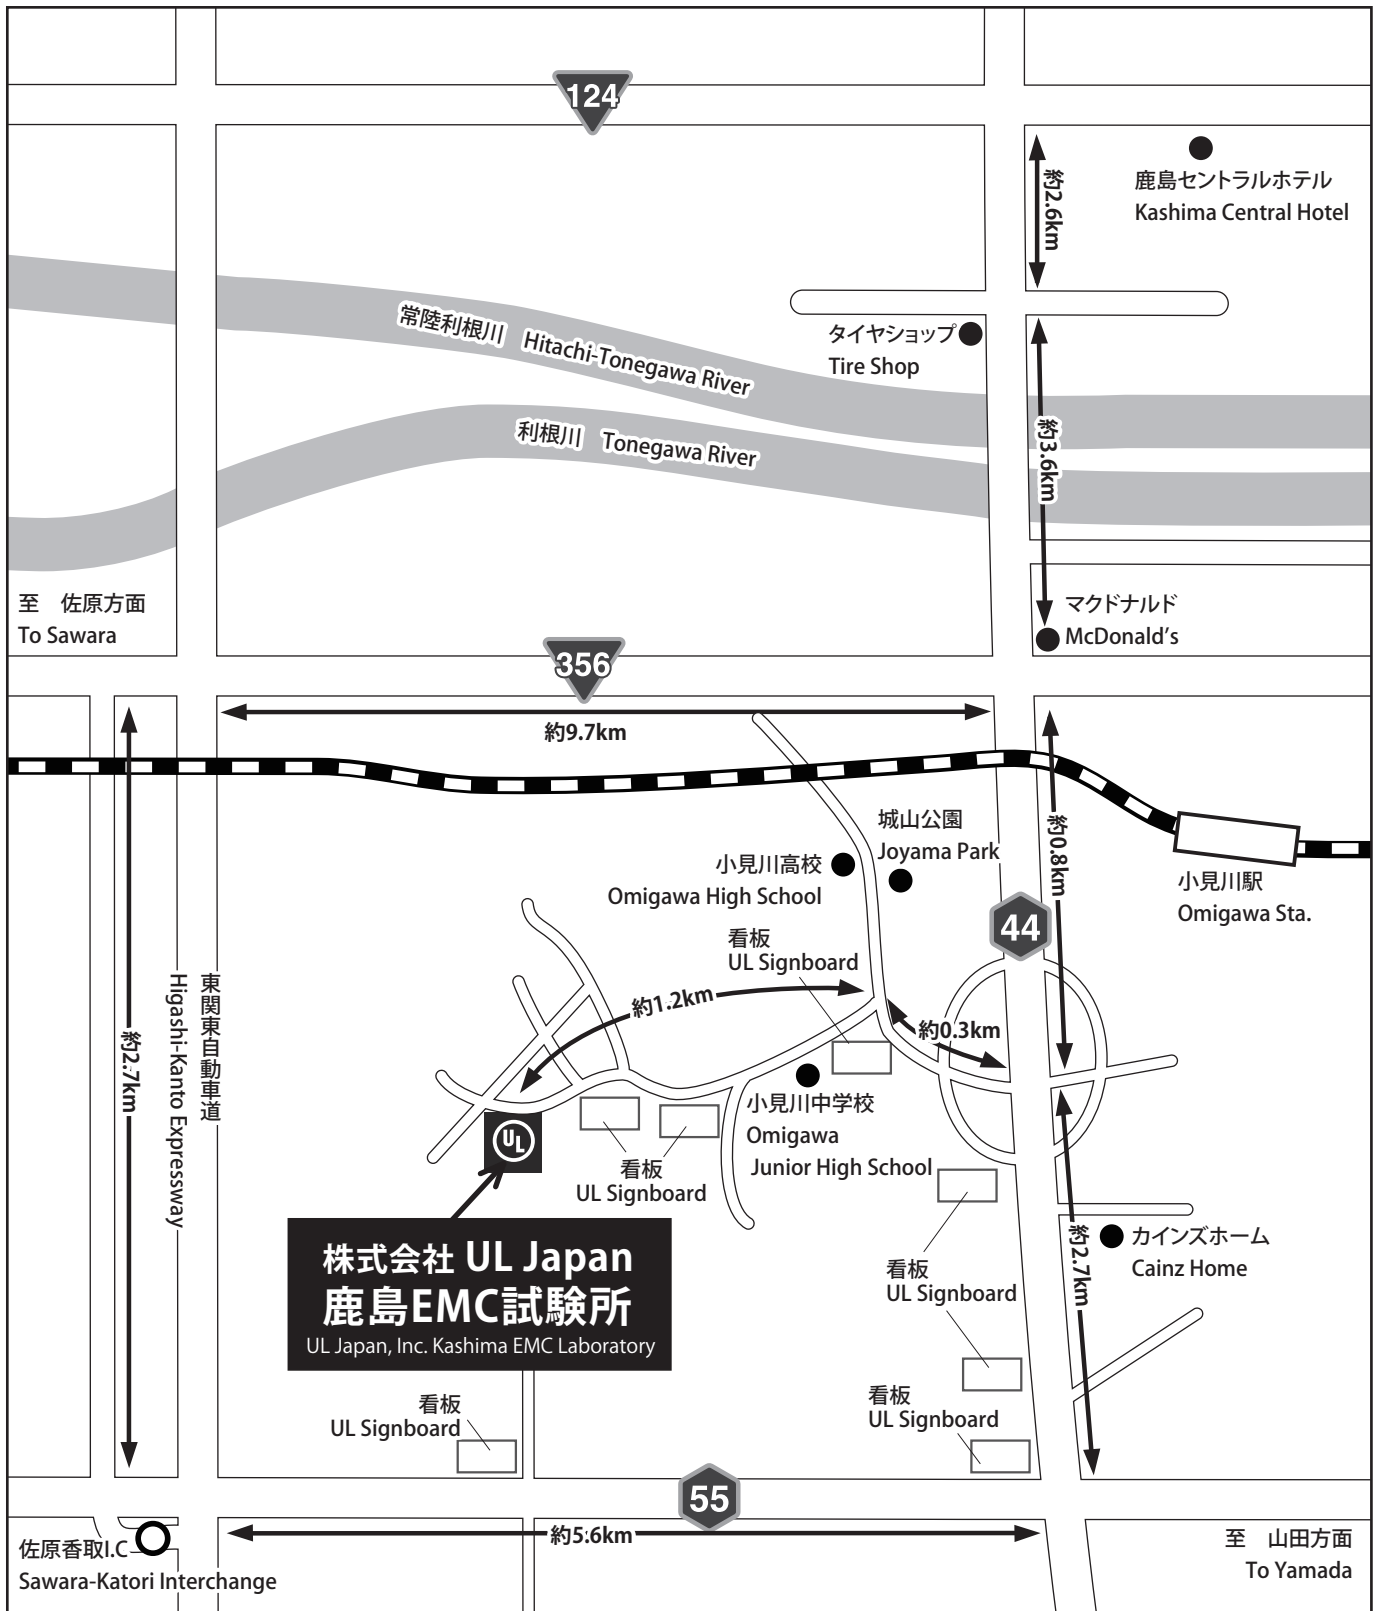 124
約2.6km
鹿島セントラルホテル
Kashima Central Hotel
常陸利根川　Hitachi-Tonegawa River
タイヤショップ
Tire Shop
利根川　Tonegawa River
約3.6km
至　佐原方面
To Sawara
マクドナルド
McDonald's
356
約9.7km
城山公園
Joyama Park
小見川高校
Omigawa High School
約0.8km
小見川駅
Omigawa Sta.
44
看板
UL Signboard
約1.2km
約0.3km
東関東自動車道
Higashi-Kanto Expressway
約2.7km
小見川中学校
Omigawa
Junior High School
UL
看板
UL Signboard
株式会社 UL Japan
鹿島EMC試験所
UL Japan, Inc. Kashima EMC Laboratory
約2.7km
カインズホーム
Cainz Home
看板
UL Signboard
看板
UL Signboard
看板
UL Signboard
55
約5.6km
佐原香取I.C
Sawara-Katori Interchange
至　山田方面
To Yamada